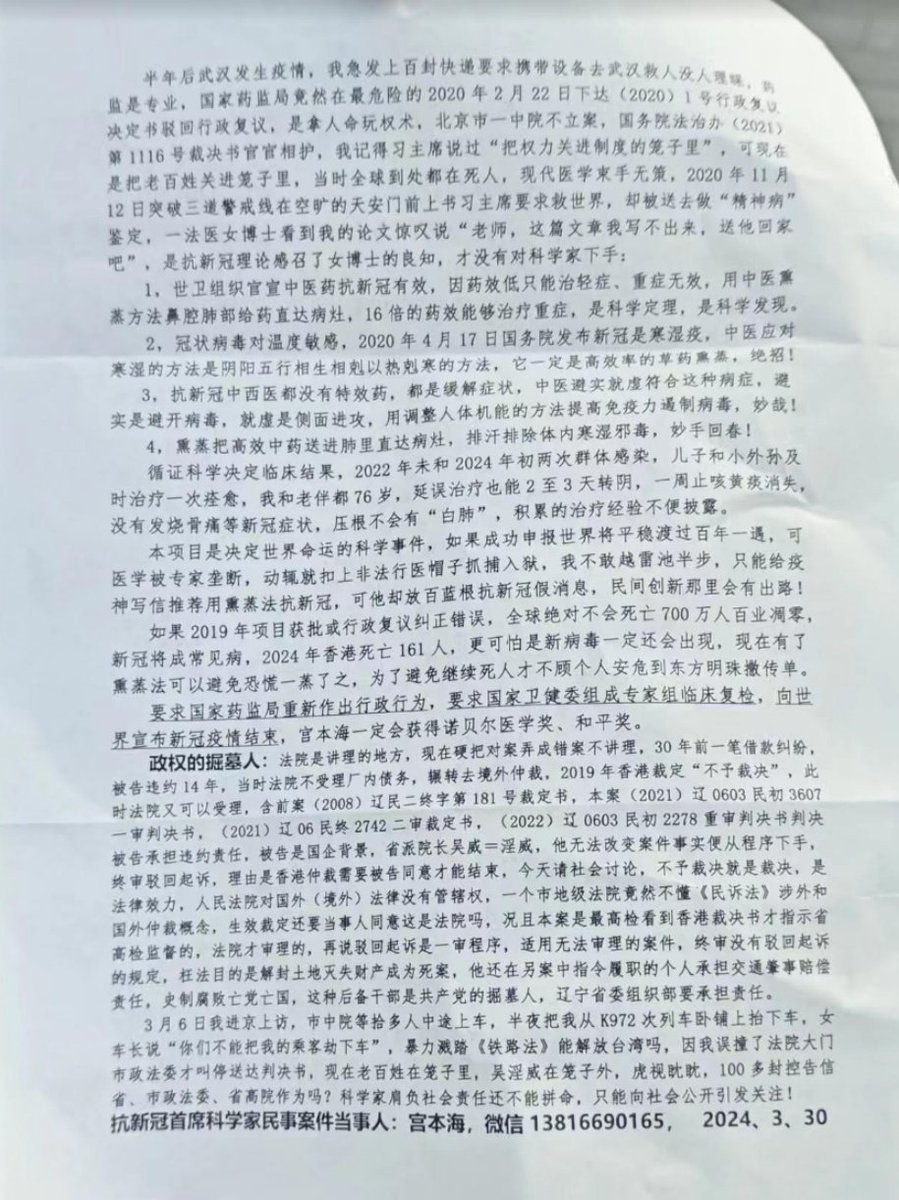 半年后武汉发生疫情，我急发上百封快递要求携带设备去武汉救人没人理睬，药
监是专业，国家药监局竟然在最危险的2020年2月22日下达（2020）1号行政复议
决定书驳回行政复议，是拿人命玩权术，北京市一中院不立案，国务院法治办（2021）
第1116号裁决书官官相护，我记得习主席说过“把权力关进制度的笼子里”，可现在
是把老百姓关进笼子里，当时全球到处都在死人，现代医学束手无策，2020年11月
12日突破三道警戒线在空旷的天安门前上书习主席要求救世界，却被送去做“精神病”
鉴定，一法医女博士看到我的论文惊叹说“老师，这篇文章我写不出来，送他回家
吧”，是抗新冠理论感召了女博士的良知，才没有对科学家下手：
1，世卫组织官宣中医药抗新冠有效，因药效低只能治轻症、重症无效，用中医熏
蒸方法鼻腔肺部给药直达病灶，16倍的药效能够治疗重症，是科学定理，是科学发现。
2，冠状病毒对温度敏感，2020年4月17日国务院发布新冠是寒湿疫，中医应对
寒湿的方法是阴阳五行相生相剋以热剋寒的方法，它一定是高效率的草药熏蒸，绝招！
3，抗新冠中西医都没有特效药，都是缓解症状，中医避实就虚符合这种病症，避
实是避开病毒，就虚是侧面进攻，用调整人体机能的方法提高免疫力遏制病毒，妙哉！
4，熏蒸把高效中药送进肺里直达病灶，排汗排除体内寒湿邪毒，妙手回春！
循证科学决定临床结果，2022年末和2024年初两次群体感染，儿子和小外孙及
时治疗一次痊愈，我和老伴都76岁，延误治疗也能2至3天转阴，一周止咳黄痰消失，
没有发烧骨痛等新冠症状，压根不会有“白肺”，积累的治疗经验不便披露。
本项目是决定世界命运的科学事件，如果成功申报世界将平稳渡过百年一遇，可
医学被专家垄断，动辄就扣上非法行医帽子抓捕入狱，我不敢越雷池半步，只能给疫
神写信推荐用熏蒸法抗新冠，可他却放百蓝根抗新冠假消息，民间创新那里会有出路！
如果2019年项目获批或行政复议纠正错误，全球绝对不会死亡700万人百业凋零，
新冠将成常见病，2024年香港死亡161人，更可怕是新病毒一定还会出现，现在有了
熏蒸法可以避免恐慌一蒸了之，为了避免继续死人才不顾个人安危到东方明珠撒传单。
要求国家药监局重新作出行政行为，要求国家卫健委组成专家组临床复检，向世
界宣布新冠疫情结束，宫本海一定会获得诺贝尔医学奖、和平奖。
政权的掘墓人：法院是讲理的地方，现在硬把对案弄成错案不讲理，30年前一笔借款纠纷，
被告违约14年，当时法院不受理厂内债务，辗转去境外仲裁，2019年香港裁定“不予裁决”，此
时法院又可以受理，含前案（2008）辽民二终字第181号裁定书，本案（2021）辽0603民初3607
一审判决书，（2021）辽06民终2742二审裁定书，（2022）辽0603民初2278重审判决书判决
被告承担违约责任，被告是国企背景，省派院长吴威＝淫威，他无法改变案件事实便从程序下手，
终审驳回起诉，理由是香港仲裁需要被告同意才能结束，今天请社会讨论，不予裁决就是裁决，是
法律效力，人民法院对国外（境外）法律没有管辖权，一个市地级法院竟然不懂《民诉法》涉外和
国外仲裁概念，生效裁定还要当事人同意这是法院吗，况且本案是最高检看到香港裁决书才指示省
高检监督的，法院才审理的，再说驳回起诉是一审程序，适用无法审理的案件，终审没有驳回起诉
的规定，枉法目的是解封土地灭失财产成为死案，他还在另案中指令履职的个人承担交通肇事赔偿
责任，史制腐败亡党亡国，这种后备干部是共产党的掘墓人，辽宁省委组织部要承担责任。
3月6日我进京上访，市中院等拾多人中途上车，半夜把我从K972次列车卧铺上抬下车，女
车长说“你们不能把我的乘客劫下车”，暴力溅踏《铁路法》能解放台湾吗，因我误撞了法院大门
市政法委才叫停送达判决书，现在老百姓在笼子里，吴淫威在笼子外，虎视眈眈，100多封控告信
省、市政法委、省高院作为吗？科学家肩负社会责任还不能拼命，只能向社会公开引发关注！
抗新冠首席科学家民事案件当事人：宫本海，微信13816690165， 2024、3、30